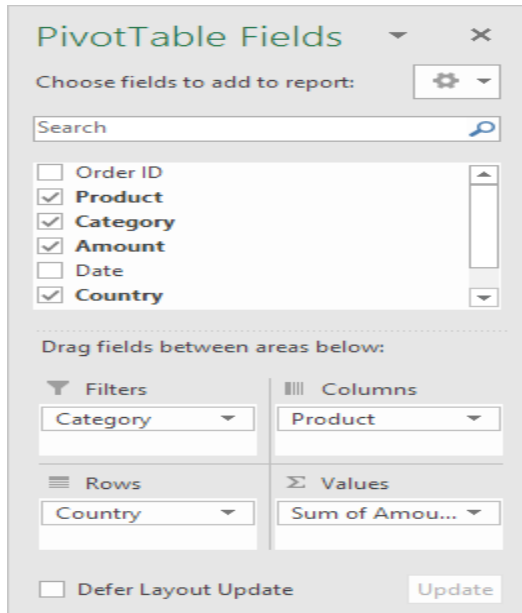 PivotTable Fields
Choose fields to add to report:
Search
Order ID
Product
Category
Amount
Date
Country
Drag fields between areas below:
Filters
Columns
Category
Product
Rows
Σ Values
Country
Sum of Amou...
Defer Layout Update
Update